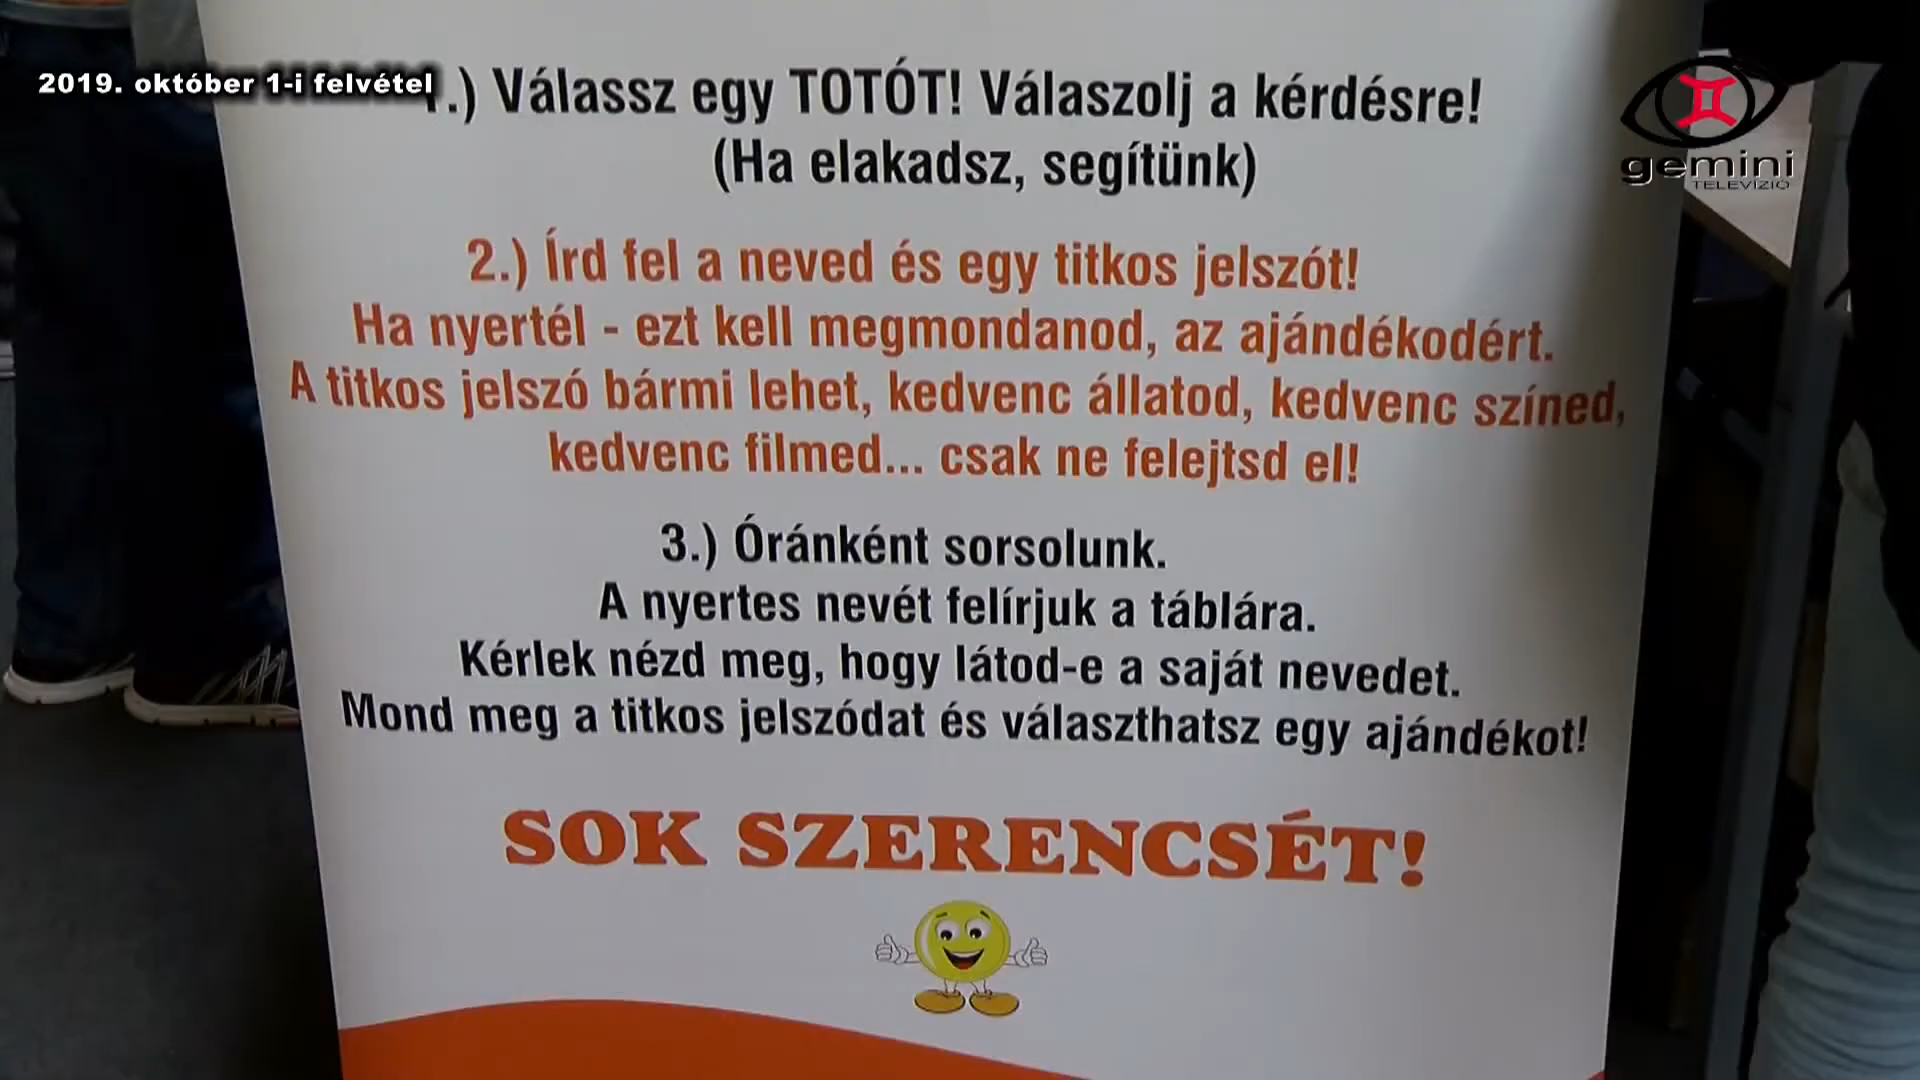 2019. október 1-i felvétel
1.) Válassz egy TOTÓT! Válaszolj a kérdésre!
(Ha elakadsz, segítünk)
gemini
TELEVÍZIÓ
2.) Írd fel a neved és egy titkos jelszót!
Ha nyertél - ezt kell megmondanod, az ajándékodért.
A titkos jelszó bármi lehet, kedvenc állatod, kedvenc színed,
kedvenc filmed... csak ne felejtsd el!
3.) Óránként sorsolunk.
A nyertes nevét felírjuk a táblára.
Kérlek nézd meg, hogy látod-e a saját nevedet.
Mond meg a titkos jelszódat és választhatsz egy ajándékot!
SOK SZERENCSÉT!